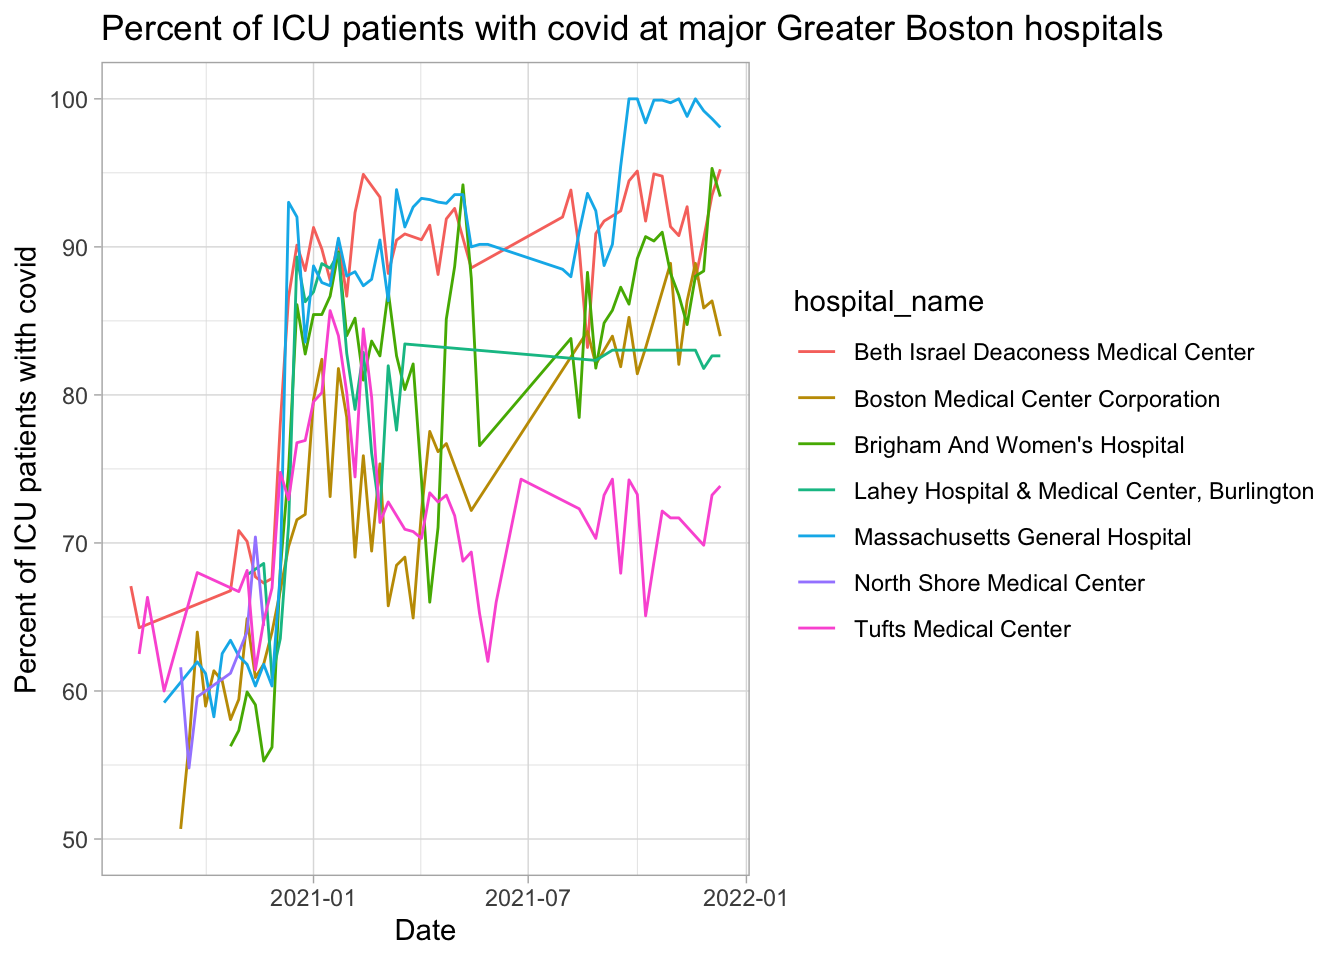 Percent of ICU patients with covid at major Greater Boston hospitals
Percent of ICU patients with covid
100
90
80
70
60
50
2021-01
2021-07
2022-01
Date
hospital_name
Beth Israel Deaconess Medical Center
Boston Medical Center Corporation
Brigham And Women's Hospital
Lahey Hospital & Medical Center, Burlington
Massachusetts General Hospital
North Shore Medical Center
Tufts Medical Center